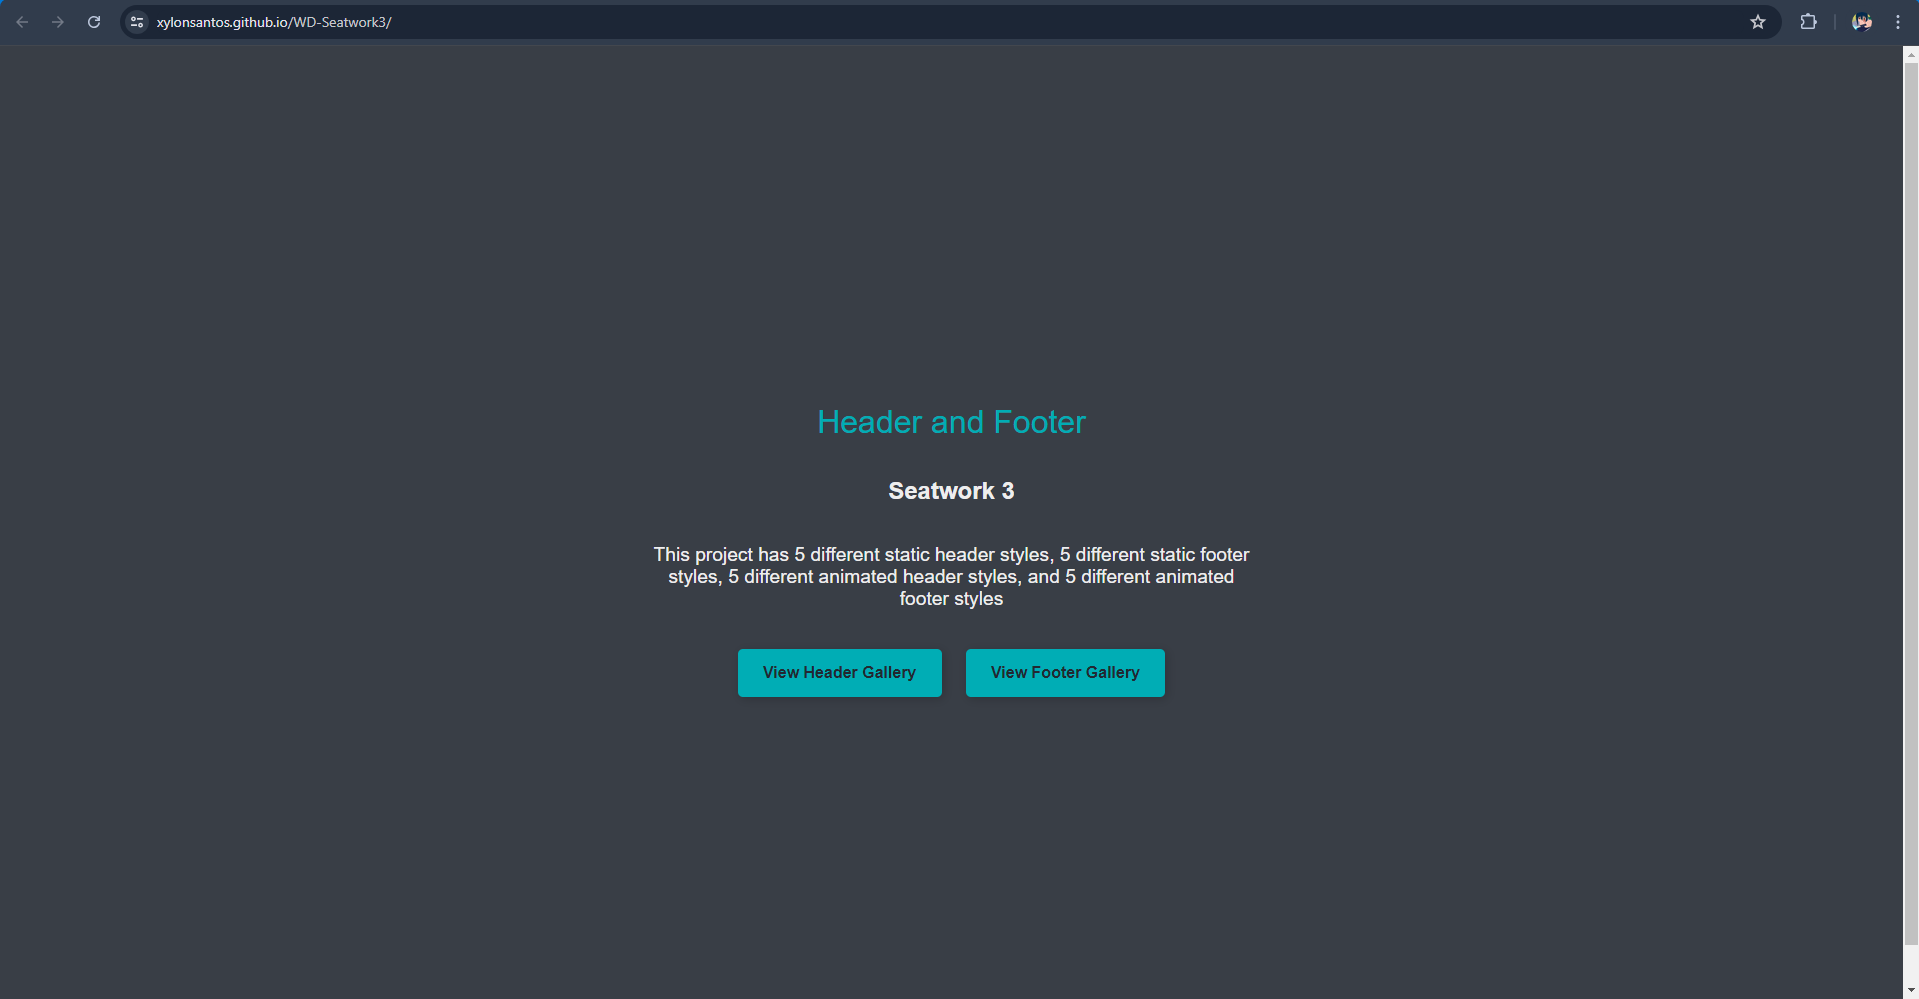 xylonsantos.github.io/WD-Seatwork3/
Header and Footer
Seatwork 3
This project has 5 different static header styles, 5 different static footer
styles, 5 different animated header styles, and 5 different animated
footer styles
View Header Gallery
View Footer Gallery